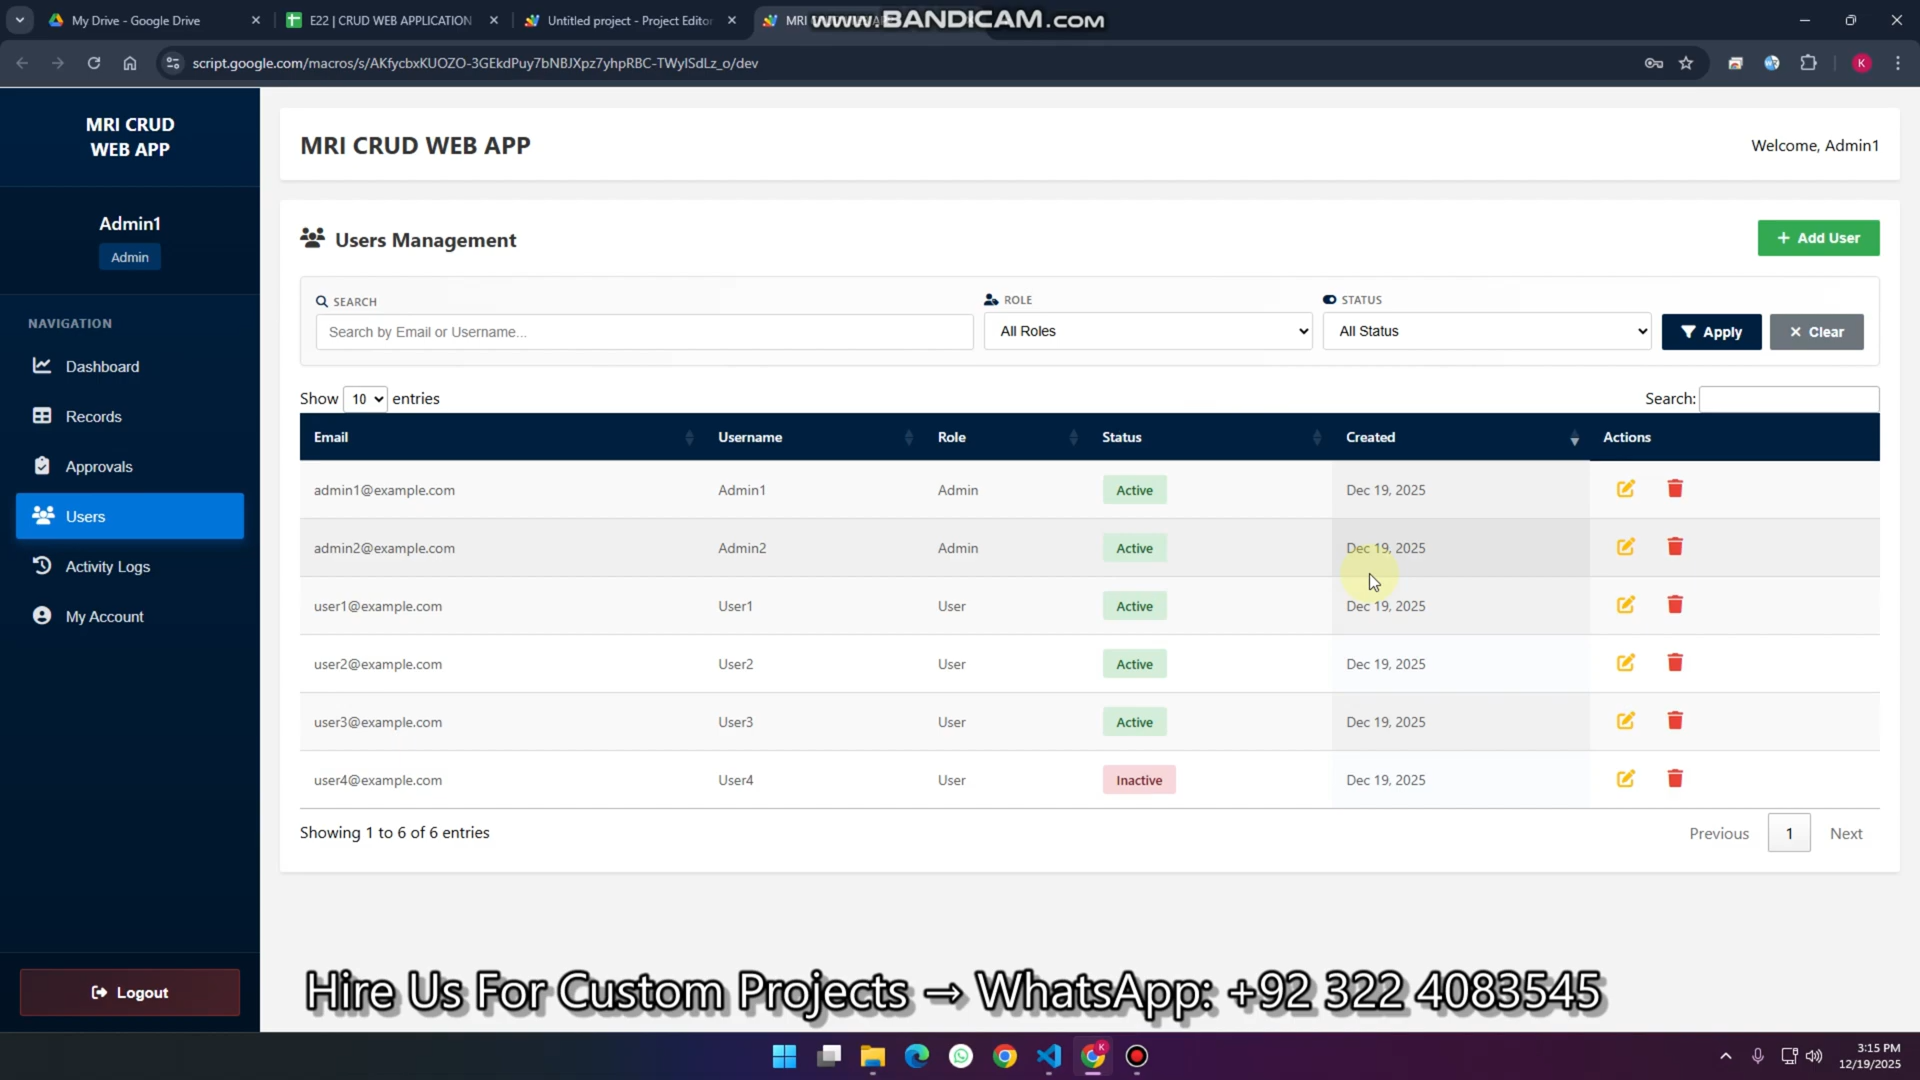 My Drive - Google Drive
E22 | CRUD WEB APPLICATION
Untitled project - Project Editor
MRI
www.BANDICAM.com
script.google.com/macros/s/AKfycbxKUOZO-3GEkdPuy7bNBJXpz7yhpRBC-TWylSdLz_o/dev
K
MRI CRUD
WEB APP
Admin1
Admin
NAVIGATION
Dashboard
Records
Approvals
Users
Activity Logs
My Account
Logout
MRI CRUD WEB APP
Welcome, Admin1
Users Management
+ Add User
SEARCH
Search by Email or Username...
ROLE
All Roles
STATUS
All Status
Apply
Clear
Show 10 entries
Search:
Email Username Role Status Created Actions
admin1@example.com Admin1 Admin Active Dec 19, 2025
admin2@example.com Admin2 Admin Active Dec 19, 2025
user1@example.com User1 User Active Dec 19, 2025
user2@example.com User2 User Active Dec 19, 2025
user3@example.com User3 User Active Dec 19, 2025
user4@example.com User4 User Inactive Dec 19, 2025
Showing 1 to 6 of 6 entries
Previous 1 Next
Hire Us For Custom Projects → WhatsApp: +92 322 4083545
K
3:15 PM
12/19/2025